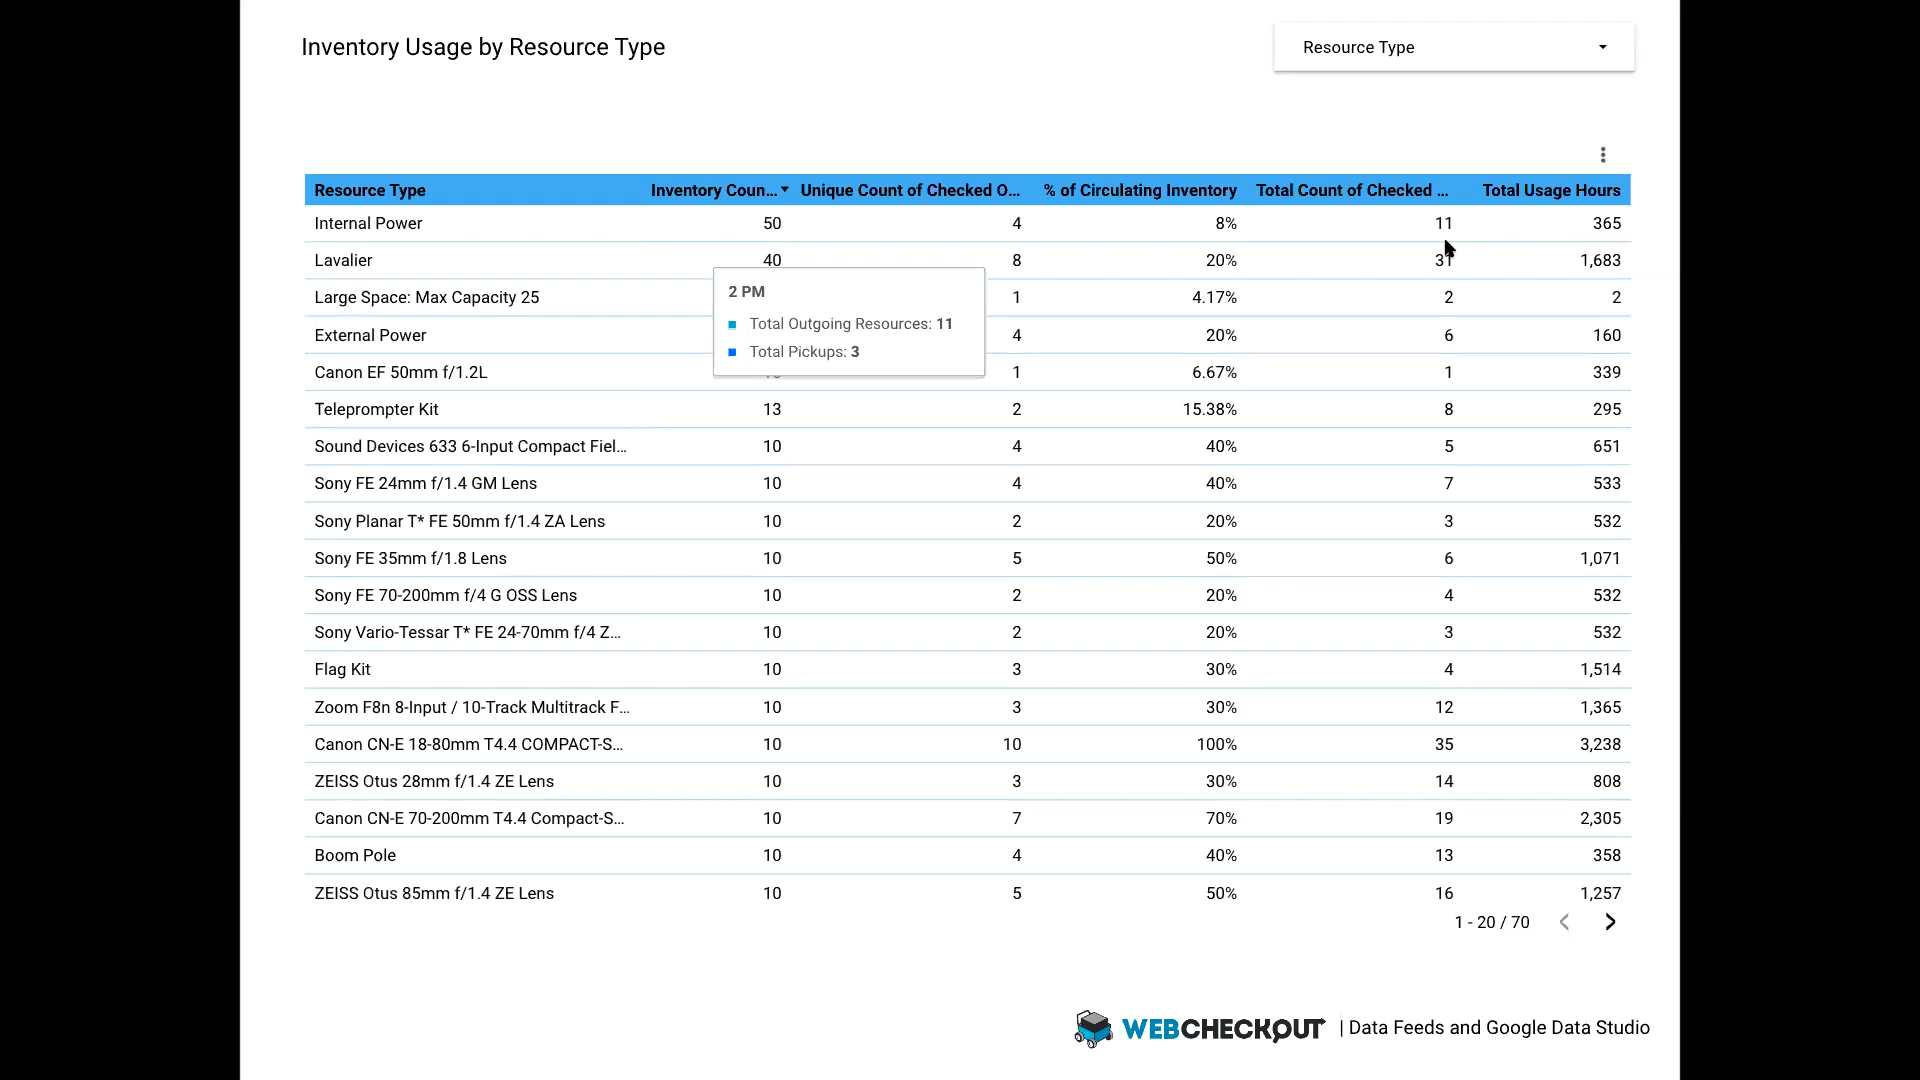 Inventory Usage by Resource Type
Resource Type
Resource Type Inventory Coun... Unique Count of Checked O... % of Circulating Inventory Total Count of Checked ... Total Usage Hours
Internal Power 50 4 8% 11 365
Lavalier 40 8 20% 31 1,683
Large Space: Max Capacity 25 1 4.17% 2 2
External Power 4 20% 6 160
Canon EF 50mm f/1.2L 1 6.67% 1 339
2 PM
Total Outgoing Resources: 11
Total Pickups: 3
Teleprompter Kit 13 2 15.38% 8 295
Sound Devices 633 6-Input Compact Fiel... 10 4 40% 5 651
Sony FE 24mm f/1.4 GM Lens 10 4 40% 7 533
Sony Planar T* FE 50mm f/1.4 ZA Lens 10 2 20% 3 532
Sony FE 35mm f/1.8 Lens 10 5 50% 6 1,071
Sony FE 70-200mm f/4 G OSS Lens 10 2 20% 4 532
Sony Vario-Tessar T* FE 24-70mm f/4 Z... 10 2 20% 3 532
Flag Kit 10 3 30% 4 1,514
Zoom F8n 8-Input / 10-Track Multitrack F... 10 3 30% 12 1,365
Canon CN-E 18-80mm T4.4 COMPACT-S... 10 10 100% 35 3,238
ZEISS Otus 28mm f/1.4 ZE Lens 10 3 30% 14 808
Canon CN-E 70-200mm T4.4 Compact-S... 10 7 70% 19 2,305
Boom Pole 10 4 40% 13 358
ZEISS Otus 85mm f/1.4 ZE Lens 10 5 50% 16 1,257
1 - 20 / 70
WEBCHECKOUT | Data Feeds and Google Data Studio